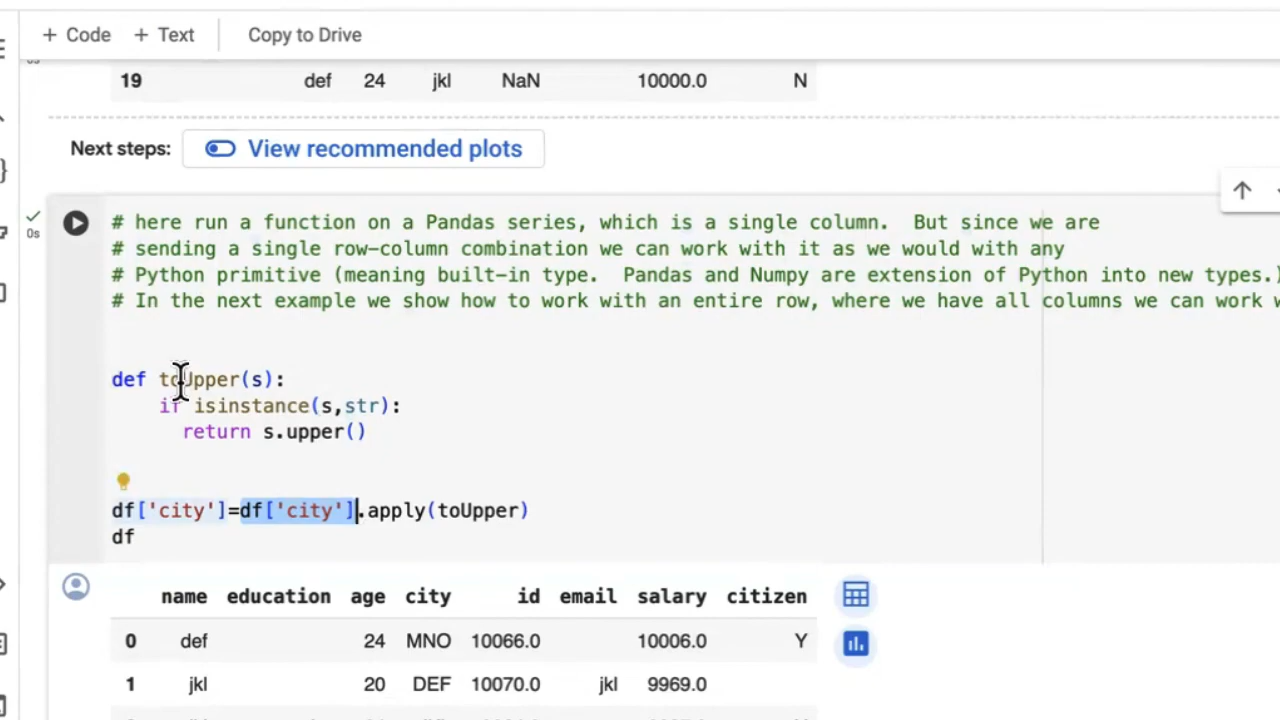 + Code + Text Copy to Drive
19 def 24 jkl NaN 10000.0 N
Next steps: View recommended plots
0s
# here run a function on a Pandas series, which is a single column.  But since we are
# sending a single row-column combination we can work with it as we would with any
# Python primitive (meaning built-in type.  Pandas and Numpy are extension of Python into new types.)
# In the next example we show how to work with an entire row, where we have all columns we can work
def toUpper(s):
if isinstance(s,str):
return s.upper()
df['city']=df['city'].apply(toUpper)
df
name education age city id email salary citizen
0 def 24 MNO 10066.0 10006.0 Y
1 jkl 20 DEF 10070.0 jkl 9969.0